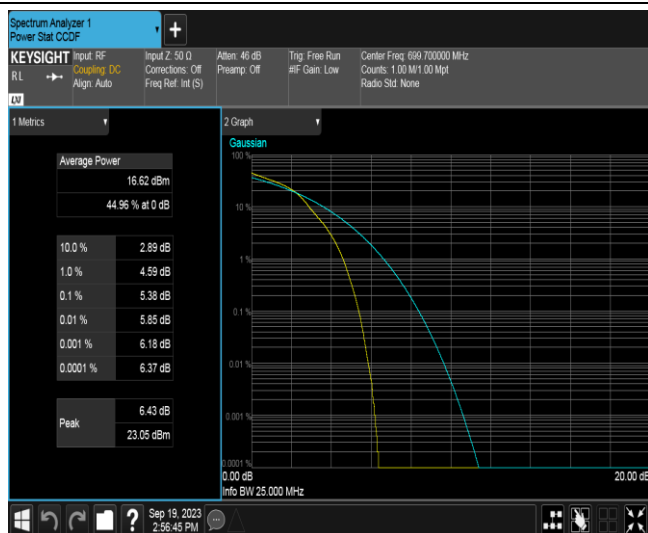 Spectrum Analyzer 1
Power Stat CCDF
KEYSIGHT
RL
LXI
Input: RF
Coupling: DC
Align: Auto
Input Z: 50 Ω
Corrections: Off
Freq Ref: Int (S)
Atten: 46 dB
Preamp: Off
Trig: Free Run
#IF Gain: Low
Center Freq: 699.700000 MHz
Counts: 1.00 M/1.00 Mpt
Radio Std: None
1 Metrics
Average Power
16.62 dBm
44.96 % at 0 dB
10.0 % 2.89 dB
1.0 % 4.59 dB
0.1 % 5.38 dB
0.01 % 5.85 dB
0.001 % 6.18 dB
0.0001 % 6.37 dB
Peak
6.43 dB
23.05 dBm
2 Graph
Gaussian
100 %
10 %
1 %
0.1 %
0.01 %
0.001 %
0.0001 %
0.00 dB
20.00 dB
Info BW 25.000 MHz
?
Sep 19, 2023
2:56:45 PM